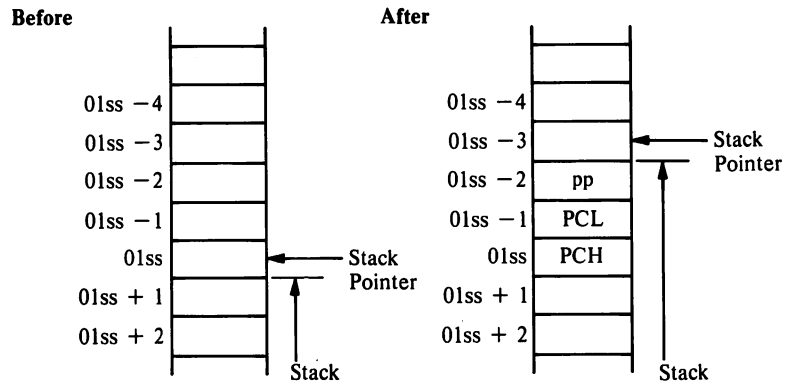 Before
01ss −4
01ss −3
01ss −2
01ss −1
01ss
01ss + 1
01ss + 2
Stack
Pointer
Stack
After
01ss −4
01ss −3
01ss −2
pp
01ss −1
PCL
01ss
PCH
01ss + 1
01ss + 2
Stack
Pointer
Stack